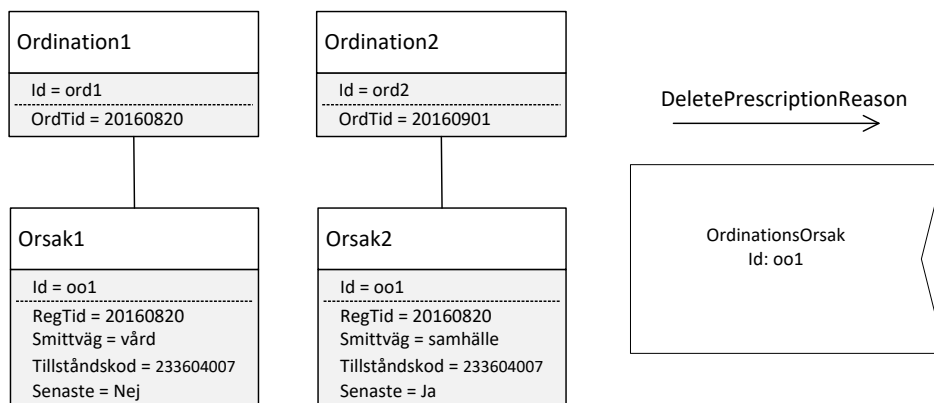 Ordination1
Id = ord1
OrdTid = 20160820
Orsak1
Id = oo1
RegTid = 20160820
Smittväg = vård
Tillståndskod = 233604007
Senaste = Nej
Ordination2
Id = ord2
OrdTid = 20160901
Orsak2
Id = oo1
RegTid = 20160820
Smittväg = samhälle
Tillståndskod = 233604007
Senaste = Ja
DeletePrescriptionReason
OrdinationsOrsak
Id: oo1